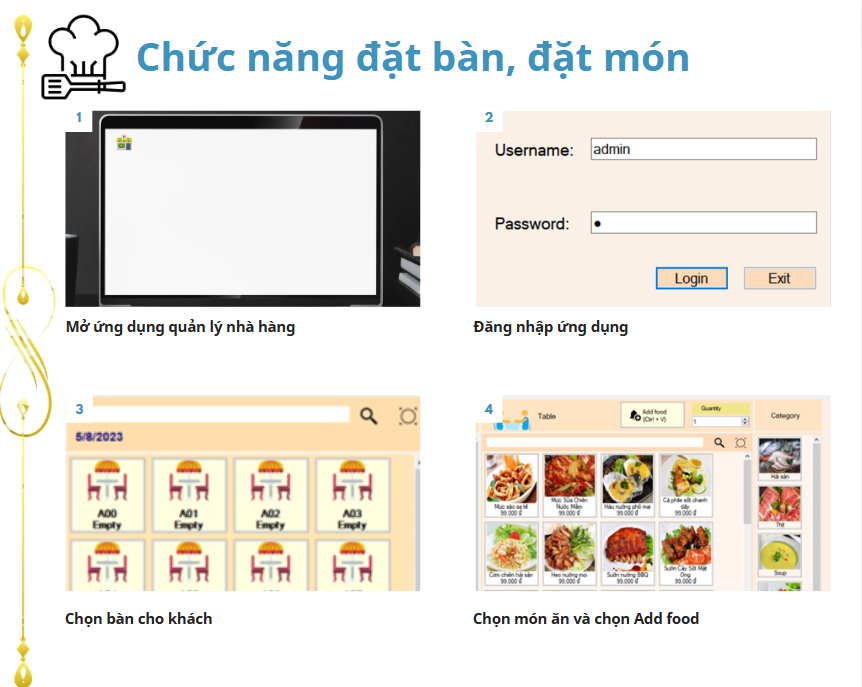 Chức năng đặt bàn, đặt món
1
2
Username: admin
Password: ●
Login Exit
Mở ứng dụng quản lý nhà hàng
Đăng nhập ứng dụng
3
5/8/2023
A00
Empty
A01
Empty
A02
Empty
A03
Empty
4
Table
Add food
(Ctrl + V)
Quantity
1
Category
Mực xào sa tế
99.000 ₫
Mực Sữa Chiên
Nước Mắm
99.000 ₫
Hàu nướng phô mai
99.000 ₫
Cà phile sốt chanh
dây
99.000 ₫
Hải sản
Thịt
Cơm chiên hải sản
99.000 ₫
Heo nướng mọi
99.000 ₫
Sườn nướng BBQ
99.000 ₫
Sườn Cây Sốt Mật
Ong
99.000 ₫
Soup
Chọn bàn cho khách
Chọn món ăn và chọn Add food